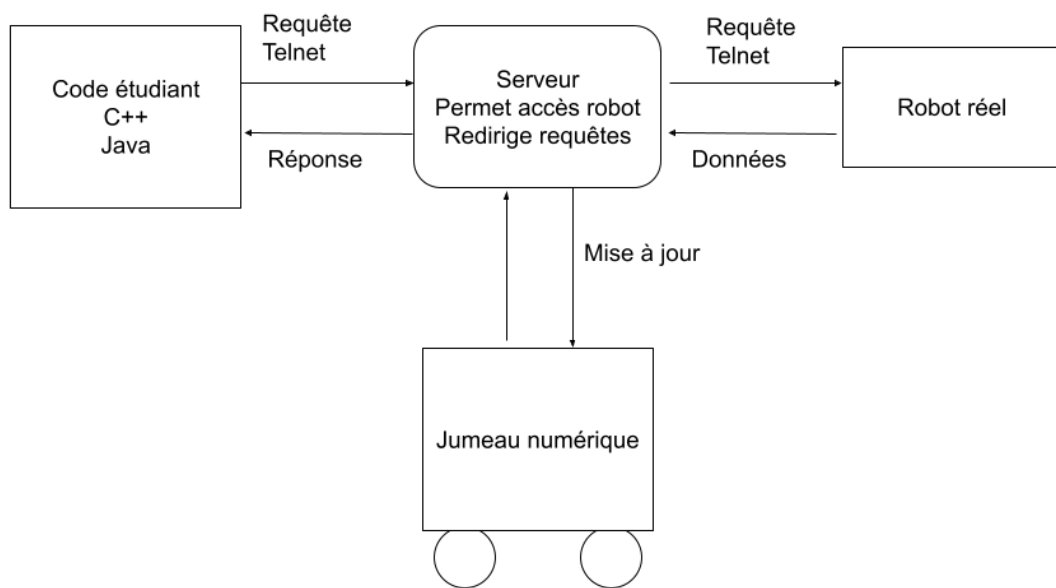 Requête
Telnet
Code étudiant
C++
Java
Réponse
Serveur
Permet accès robot
Redirige requêtes
Requête
Telnet
Données
Robot réel
Mise à jour
Jumeau numérique